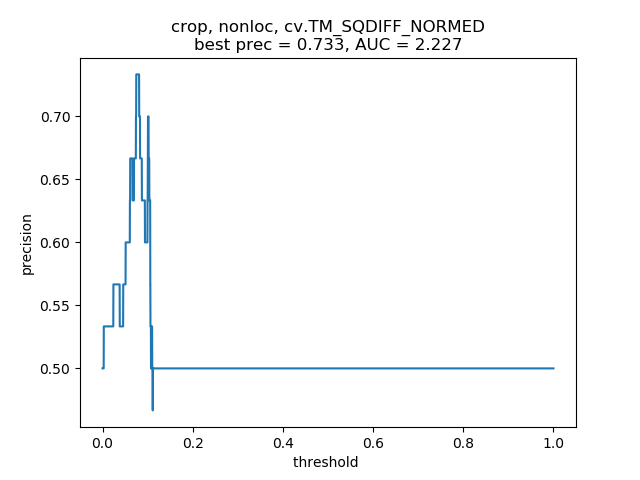 crop, nonloc, cv.TM_SQDIFF_NORMED
best prec = 0.733, AUC = 2.227
0.70
0.65
0.60
0.55
0.50
precision
0.0 0.2 0.4 0.6 0.8 1.0
threshold